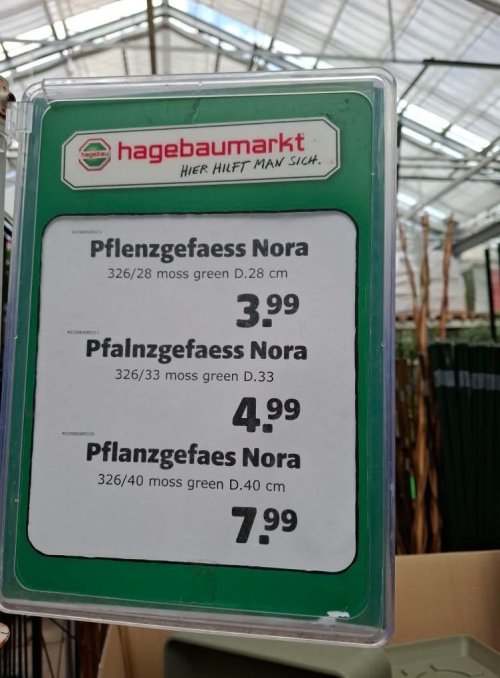 hagebau
hagebaumarkt
HIER HILFT MAN SICH.
Pflenzgefaess Nora
326/28 moss green D.28 cm
3.99
Pfalnzgefaess Nora
326/33 moss green D.33
4.99
Pflanzgefaes Nora
326/40 moss green D.40 cm
7.99